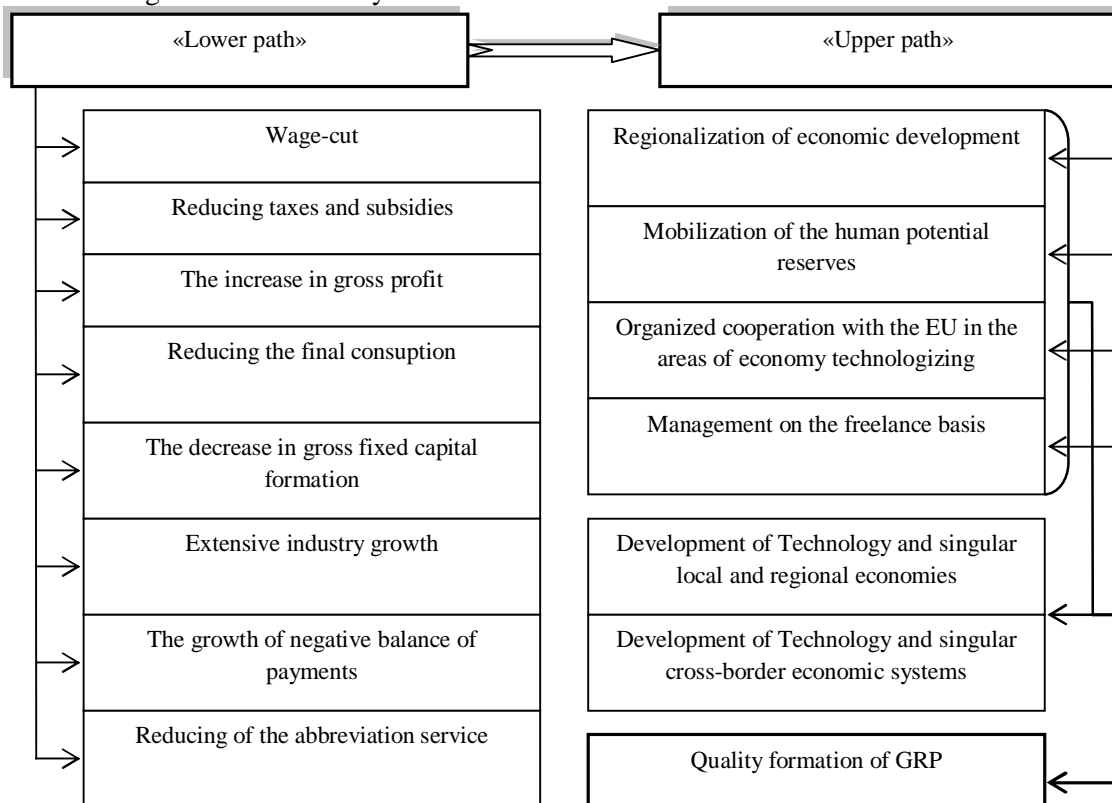 «Lower path»
«Upper path»
Wage-cut
Reducing taxes and subsidies
The increase in gross profit
Reducing the final consuption
The decrease in gross fixed capital
formation
Extensive industry growth
The growth of negative balance of
payments
Reducing of the abbreviation service
Regionalization of economic development
Mobilization of the human potential
reserves
Organized cooperation with the EU in the
areas of economy technologizing
Management on the freelance basis
Development of Technology and singular
local and regional economies
Development of Technology and singular
cross-border economic systems
Quality formation of GRP